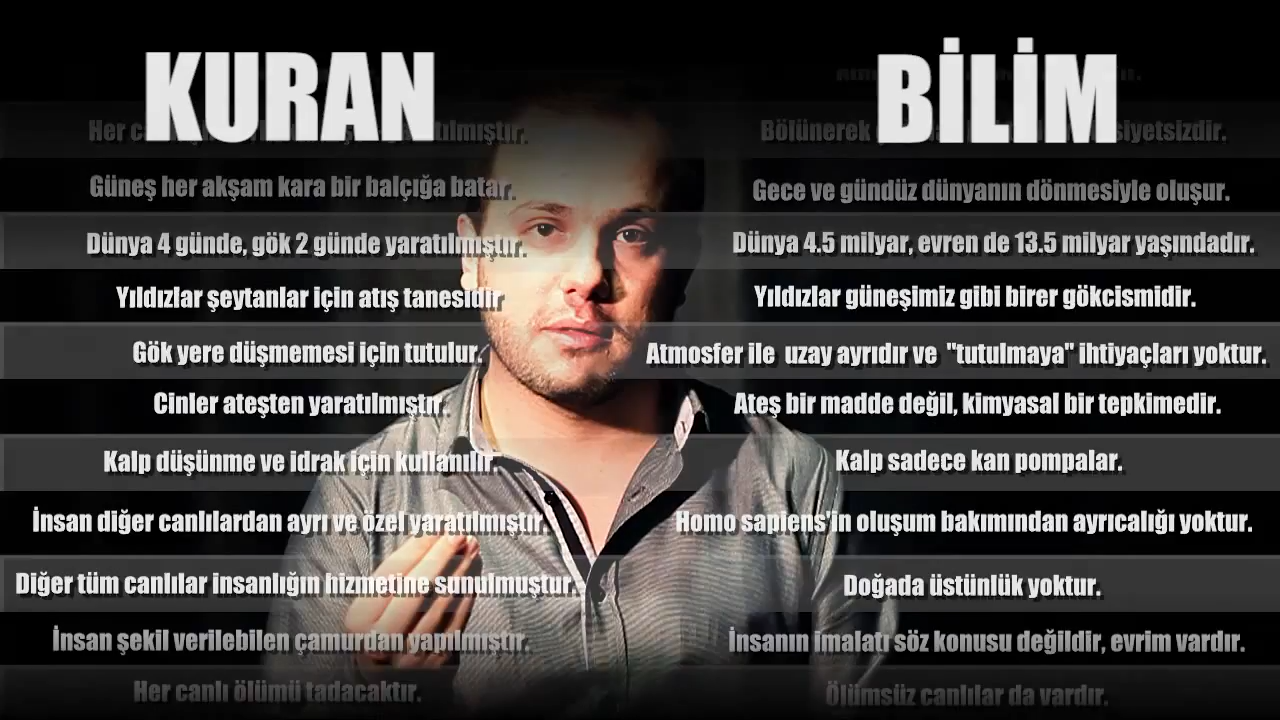 KURAN
BİLİM
Her
Bölünerek
Güneş her akşam kara bir balçığa batar.
Gece ve gündüz dünyanın dönmesiyle oluşur.
Dünya 4 günde, gök 2 günde yaratılmıştır.
Dünya 4.5 milyar, evren de 13.5 milyar yaşındadır.
Yıldızlar şeytanlar için atış tanesidir
Yıldızlar güneşimiz gibi birer gökcismidir.
Gök yere düşmemesi için tutulur.
Atmosfer ile uzay ayrıdır ve "tutulmaya" ihtiyaçları yoktur.
Cinler ateşten yaratılmıştır.
Ateş bir madde değil, kimyasal bir tepkimedir.
Kalp düşünme ve idrak için kullanılır.
Kalp sadece kan pompalar.
İnsan diğer canlılardan ayrı ve özel yaratılmıştır.
Homo sapiens'in oluşum bakımından ayrıcalığı yoktur.
Diğer tüm canlılar insanlığın hizmetine sunulmuştur.
Doğada üstünlük yoktur.
İnsan şekil verilebilen çamurdan yapılmıştır.
İnsanın imalatı söz konusu değildir, evrim vardır.
Her canlı ölümü tadacaktır.
Ölümsüz canlılar da vardır.